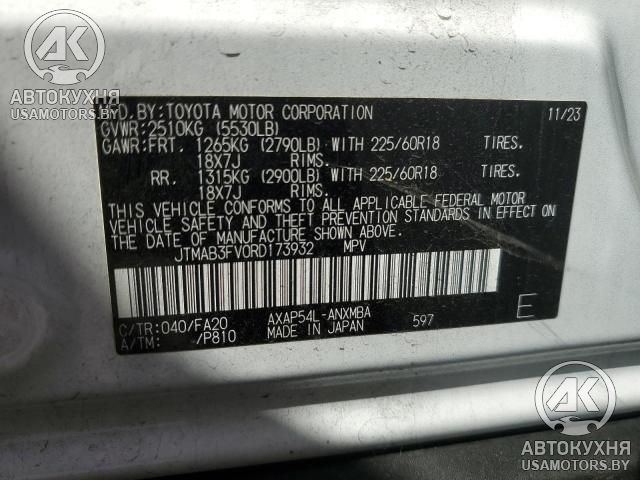 AK
АВТОКУХНЯ
USAMOTORS.BY
MFD.BY:TOYOTA MOTOR CORPORATION 11/23
GVWR:2510KG (5530LB)
GAWR:FRT. 1265KG (2790LB) WITH 225/60R18 TIRES.
18X7J RIMS.
RR. 1315KG (2900LB) WITH 225/60R18 TIRES.
18X7J RIMS.
THIS VEHICLE CONFORMS TO ALL APPLICABLE FEDERAL MOTOR
VEHICLE SAFETY AND THEFT PREVENTION STANDARDS IN EFFECT
ON THE DATE OF MANUFACTURE SHOWN ABOVE.
JTMAB3FV0RD173932 MPV
C/TR:040/FA20 AXAP54L-ANXMBA
A/TM: /P810 MADE IN JAPAN 597 E
AK
АВТОКУХНЯ
USAMOTORS.BY